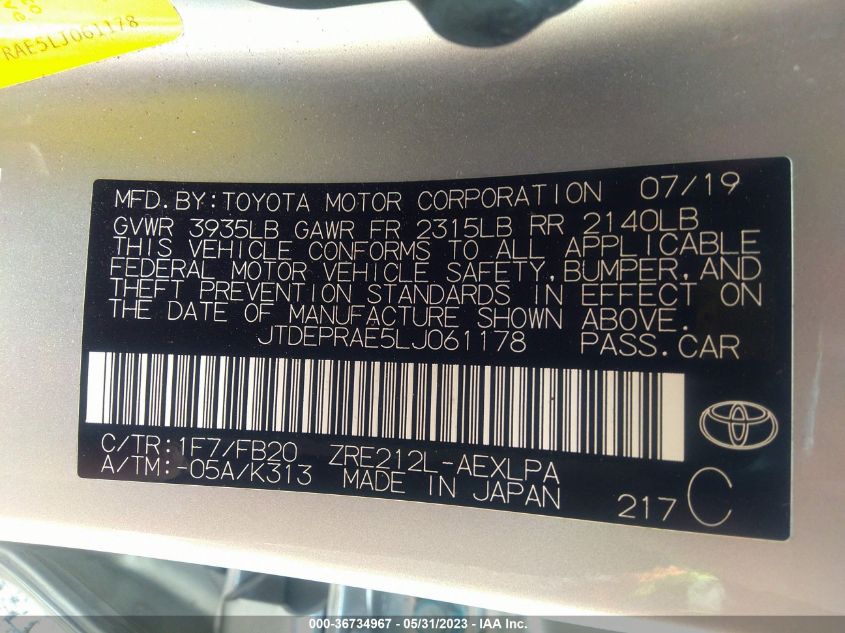 RAE5LJ061178
MFD.BY:TOYOTA MOTOR CORPORATION 07/19
GVWR 3935LB GAWR FR 2315LB RR 2140LB
THIS VEHICLE CONFORMS TO ALL APPLICABLE
FEDERAL MOTOR VEHICLE SAFETY,BUMPER,AND
THEFT PREVENTION STANDARDS IN EFFECT ON
THE DATE OF MANUFACTURE SHOWN ABOVE.
JTDEPRAE5LJ061178 PASS.CAR
C/TR:1F7/FB20 ZRE212L-AEXLPA
A/TM:-05A/K313 MADE IN JAPAN
217 C
000-36734967 - 05/31/2023 - IAA Inc.